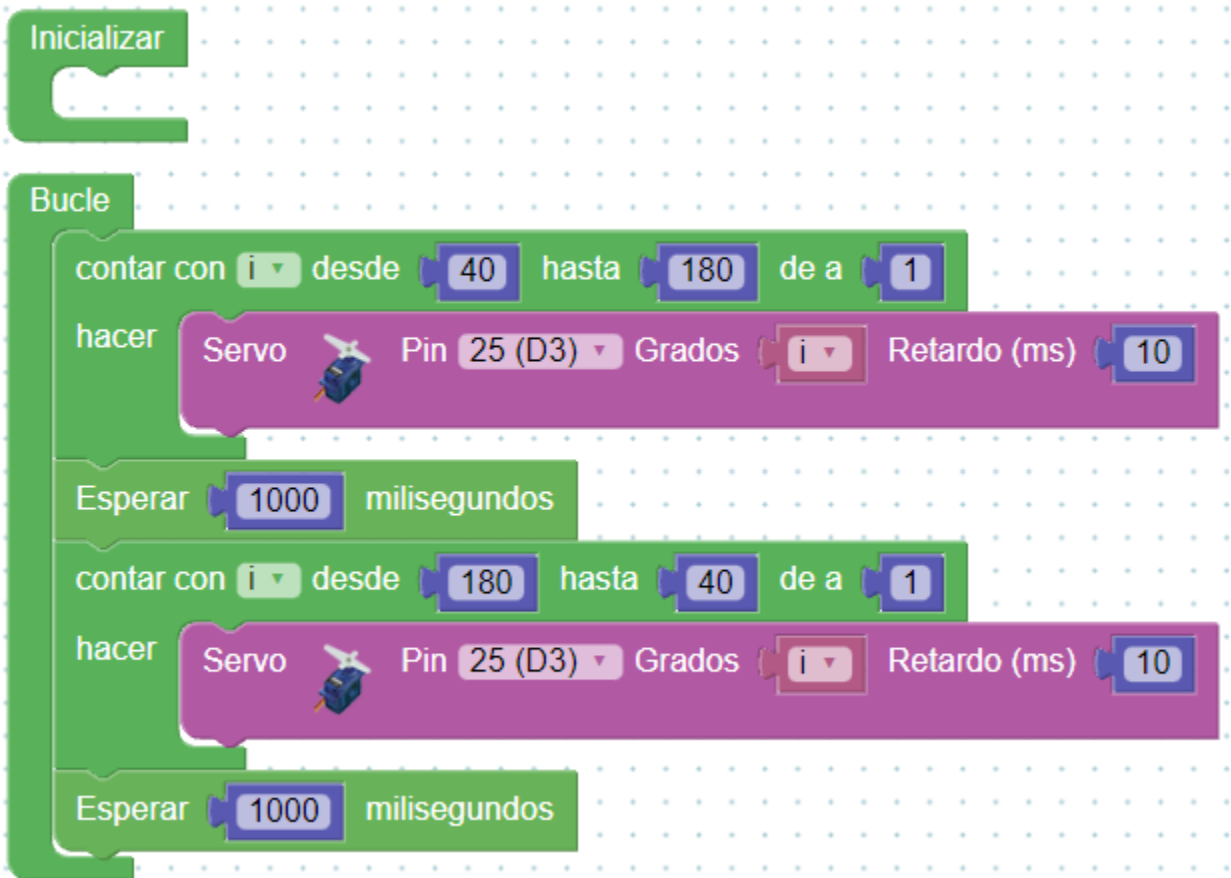 Inicializar
Bucle
contar con i desde 40 hasta 180 de a 1
hacer Servo Pin 25 (D3) Grados i Retardo (ms) 10
Esperar 1000 milisegundos
contar con i desde 180 hasta 40 de a 1
hacer Servo Pin 25 (D3) Grados i Retardo (ms) 10
Esperar 1000 milisegundos